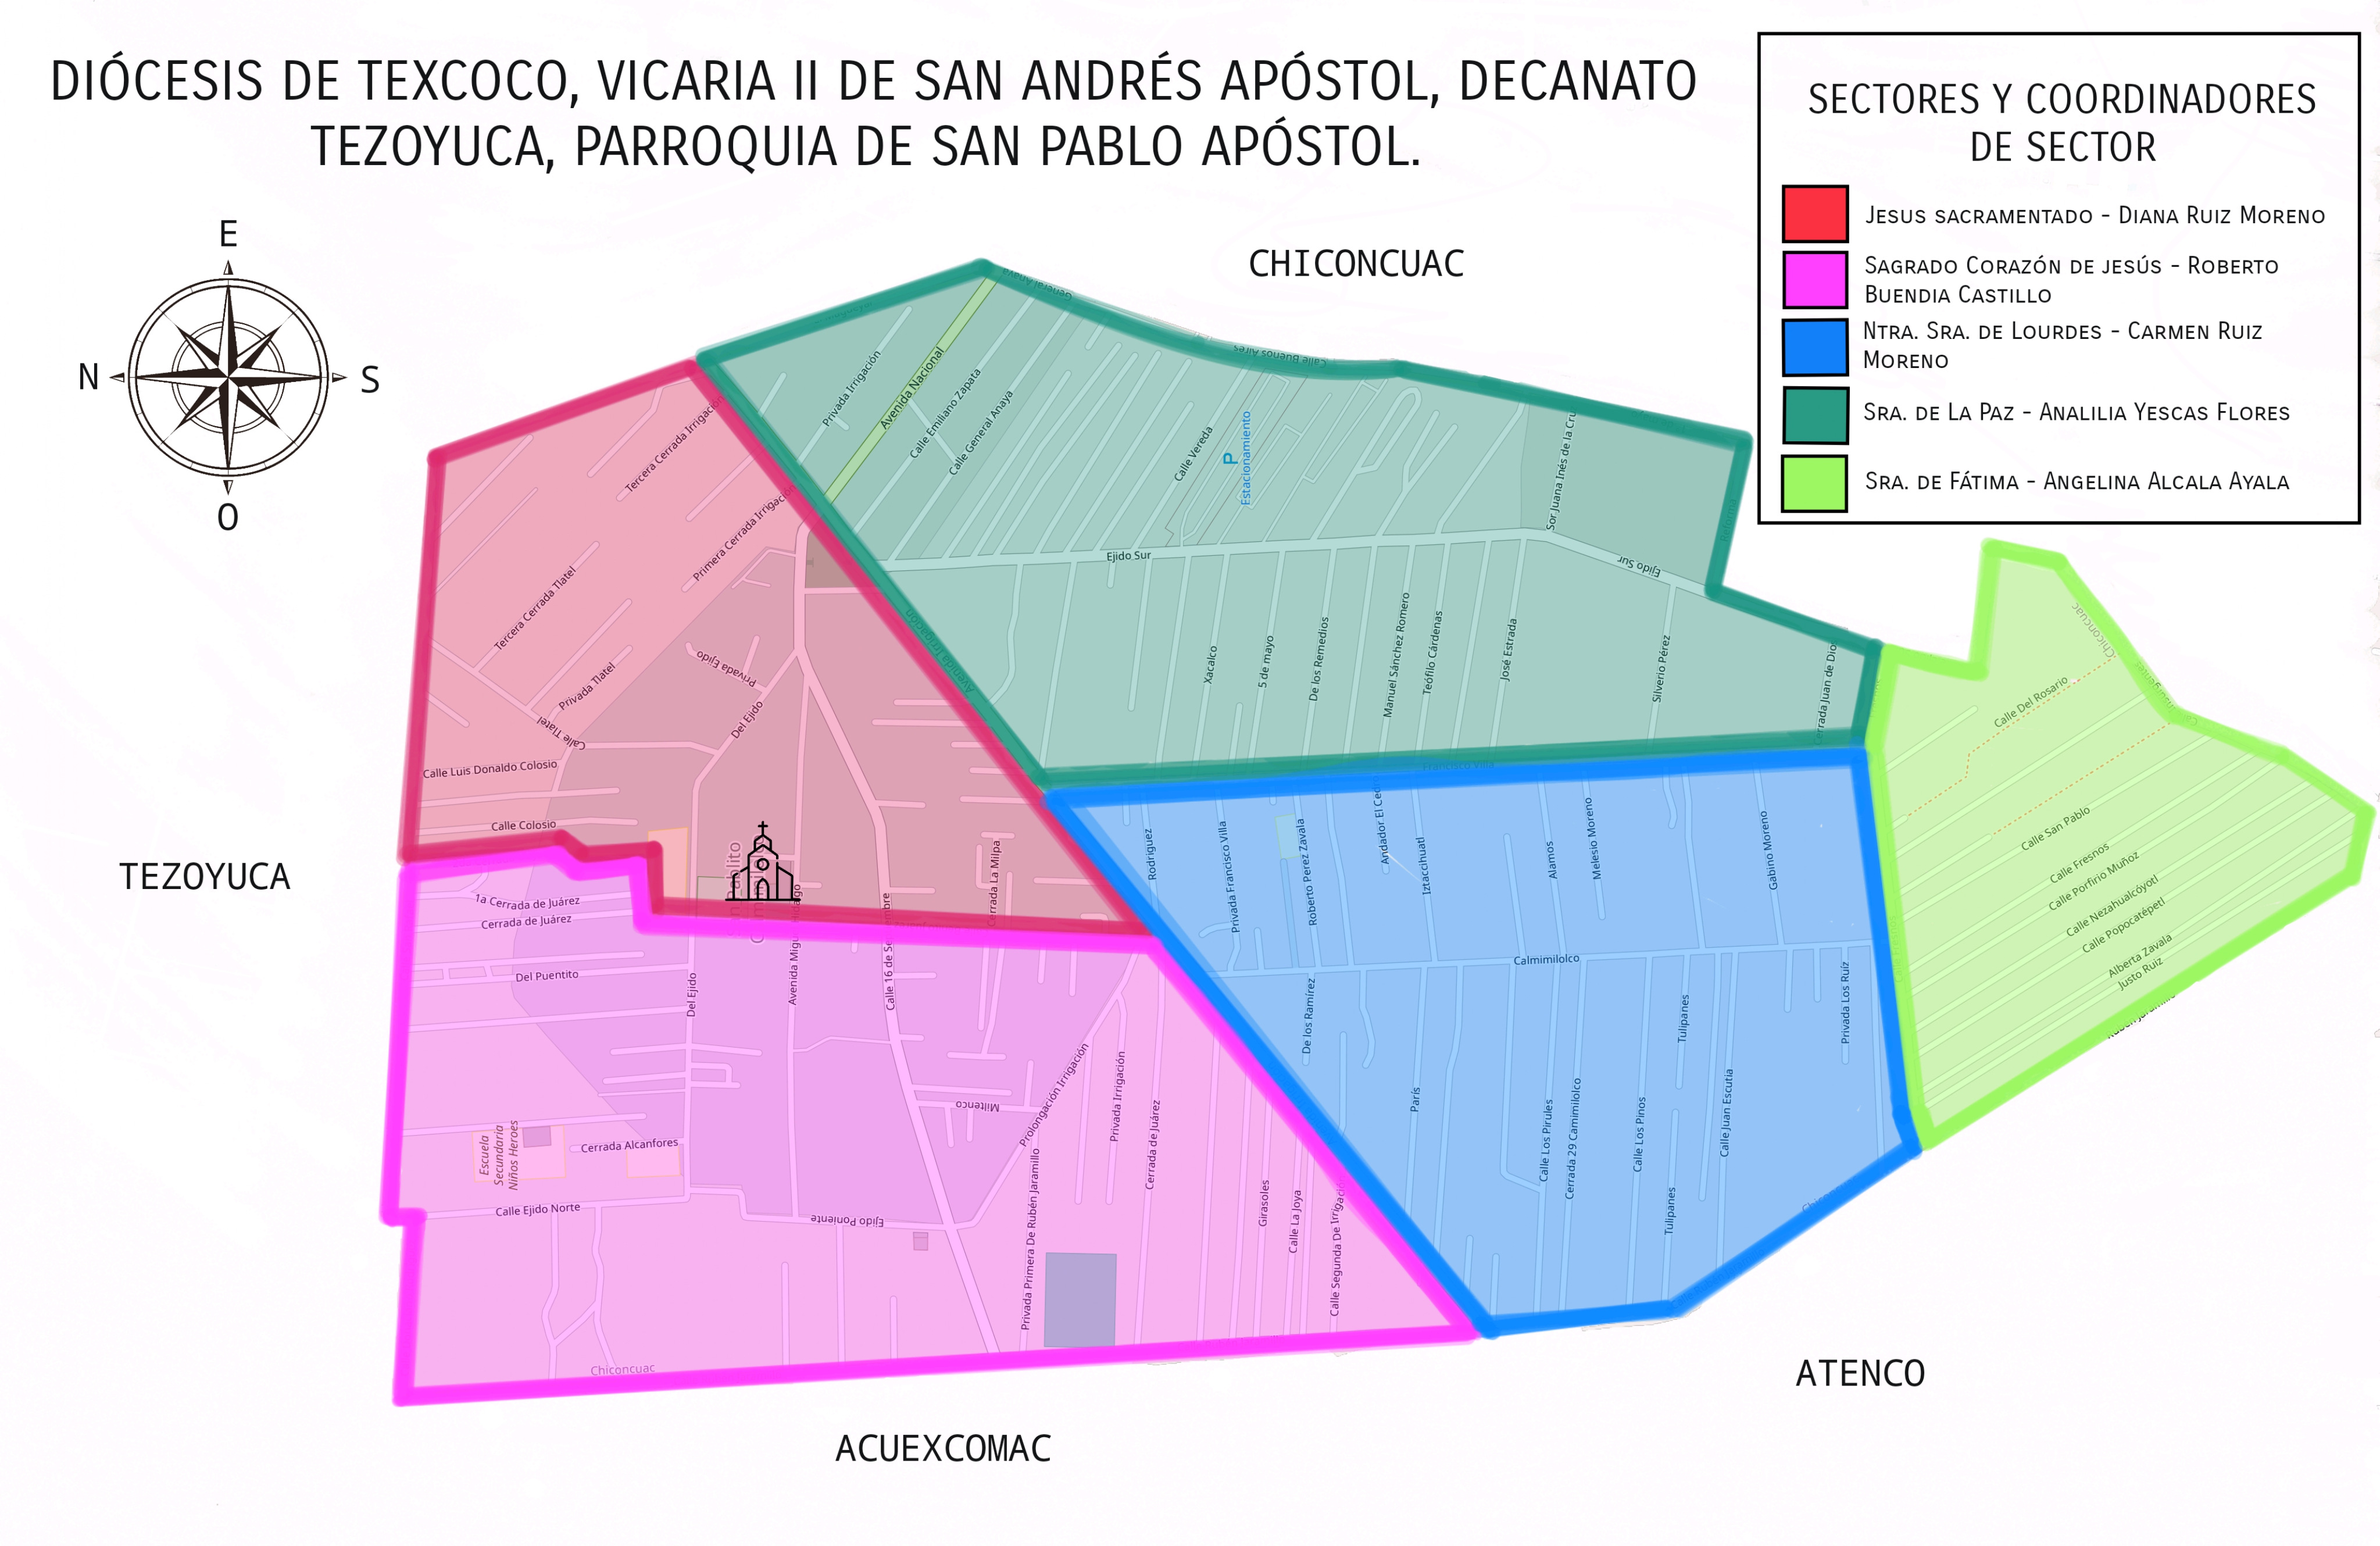 DIÓCESIS DE TEXCOCO, VICARIA II DE SAN ANDRÉS APÓSTOL, DECANATO
TEZOYUCA, PARROQUIA DE SAN PABLO APÓSTOL.
SECTORES Y COORDINADORES
DE SECTOR
JESUS SACRAMENTADO - DIANA RUIZ MORENO
SAGRADO CORAZÓN DE JESÚS - ROBERTO
BUENDIA CASTILLO
NTRA. SRA. DE LOURDES - CARMEN RUIZ
MORENO
SRA. DE LA PAZ - ANALILIA YESCAS FLORES
SRA. DE FÁTIMA - ANGELINA ALCALA AYALA
E
N
S
O
CHICONCUAC
TEZOYUCA
ACUEXCOMAC
ATENCO
General Anaya
Calle Buenos Aires
Privada Irrigación
Avenida Nacional
Calle Emiliano Zapata
Calle General Anaya
Calle Vereda
P
Estacionamiento
Sor Juana Inés de la Cru
Ejido Sur
Ejido Sur
Avenida Irrigación
Xacalco
5 de mayo
De los Remedios
Manuel Sánchez Romero
Teófilo Cárdenas
José Estrada
Silverio Pérez
Cerrada Juan de Dio
Francisco Villa
Tercera Cerrada Irrigación
Primera Cerrada Irrigación
Tercera Cerrada Tlatel
Privada Tlatel
Calle Tlatel
Privada Ejido
Del Ejido
Calle Luis Donaldo Colosio
Calle Colosio
Cerrada La Milpa
Avenida Miguel Hidalgo
Calle 16 de Septiembre
1a Cerrada de Juárez
Cerrada de Juárez
Del Puentito
Del Ejido
Miltenco
Prolongación Irrigación
Privada Irrigación
Cerrada de Juárez
Privada Primera De Rubén Jaramillo
Escuela
Secundaria
Niños Heroes
Cerrada Alcanfores
Calle Ejido Norte
Ejido Poniente
Chiconcuac
Girasoles
Calle La Joya
Calle Segunda De Irrigación
Rodriguez
Privada Francisco Villa
Roberto Perez Zavala
Andador El Cedro
Iztaccihuatl
Alamos
Melesio Moreno
Gabino Moreno
Calmimilolco
De los Ramírez
París
Calle Los Pirules
Cerrada 29 Camimilolco
Calle Los Pinos
Tulipanes
Tulipanes
Calle Juan Escutia
Privada Los Ruíz
Chiconcuac
Calle Del Rosario
Calle San Pablo
Calle Fresnos
Calle Porfirio Muñoz
Calle Nezahualcóyotl
Calle Popocatépetl
Alberta Zavala
Justo Ruiz